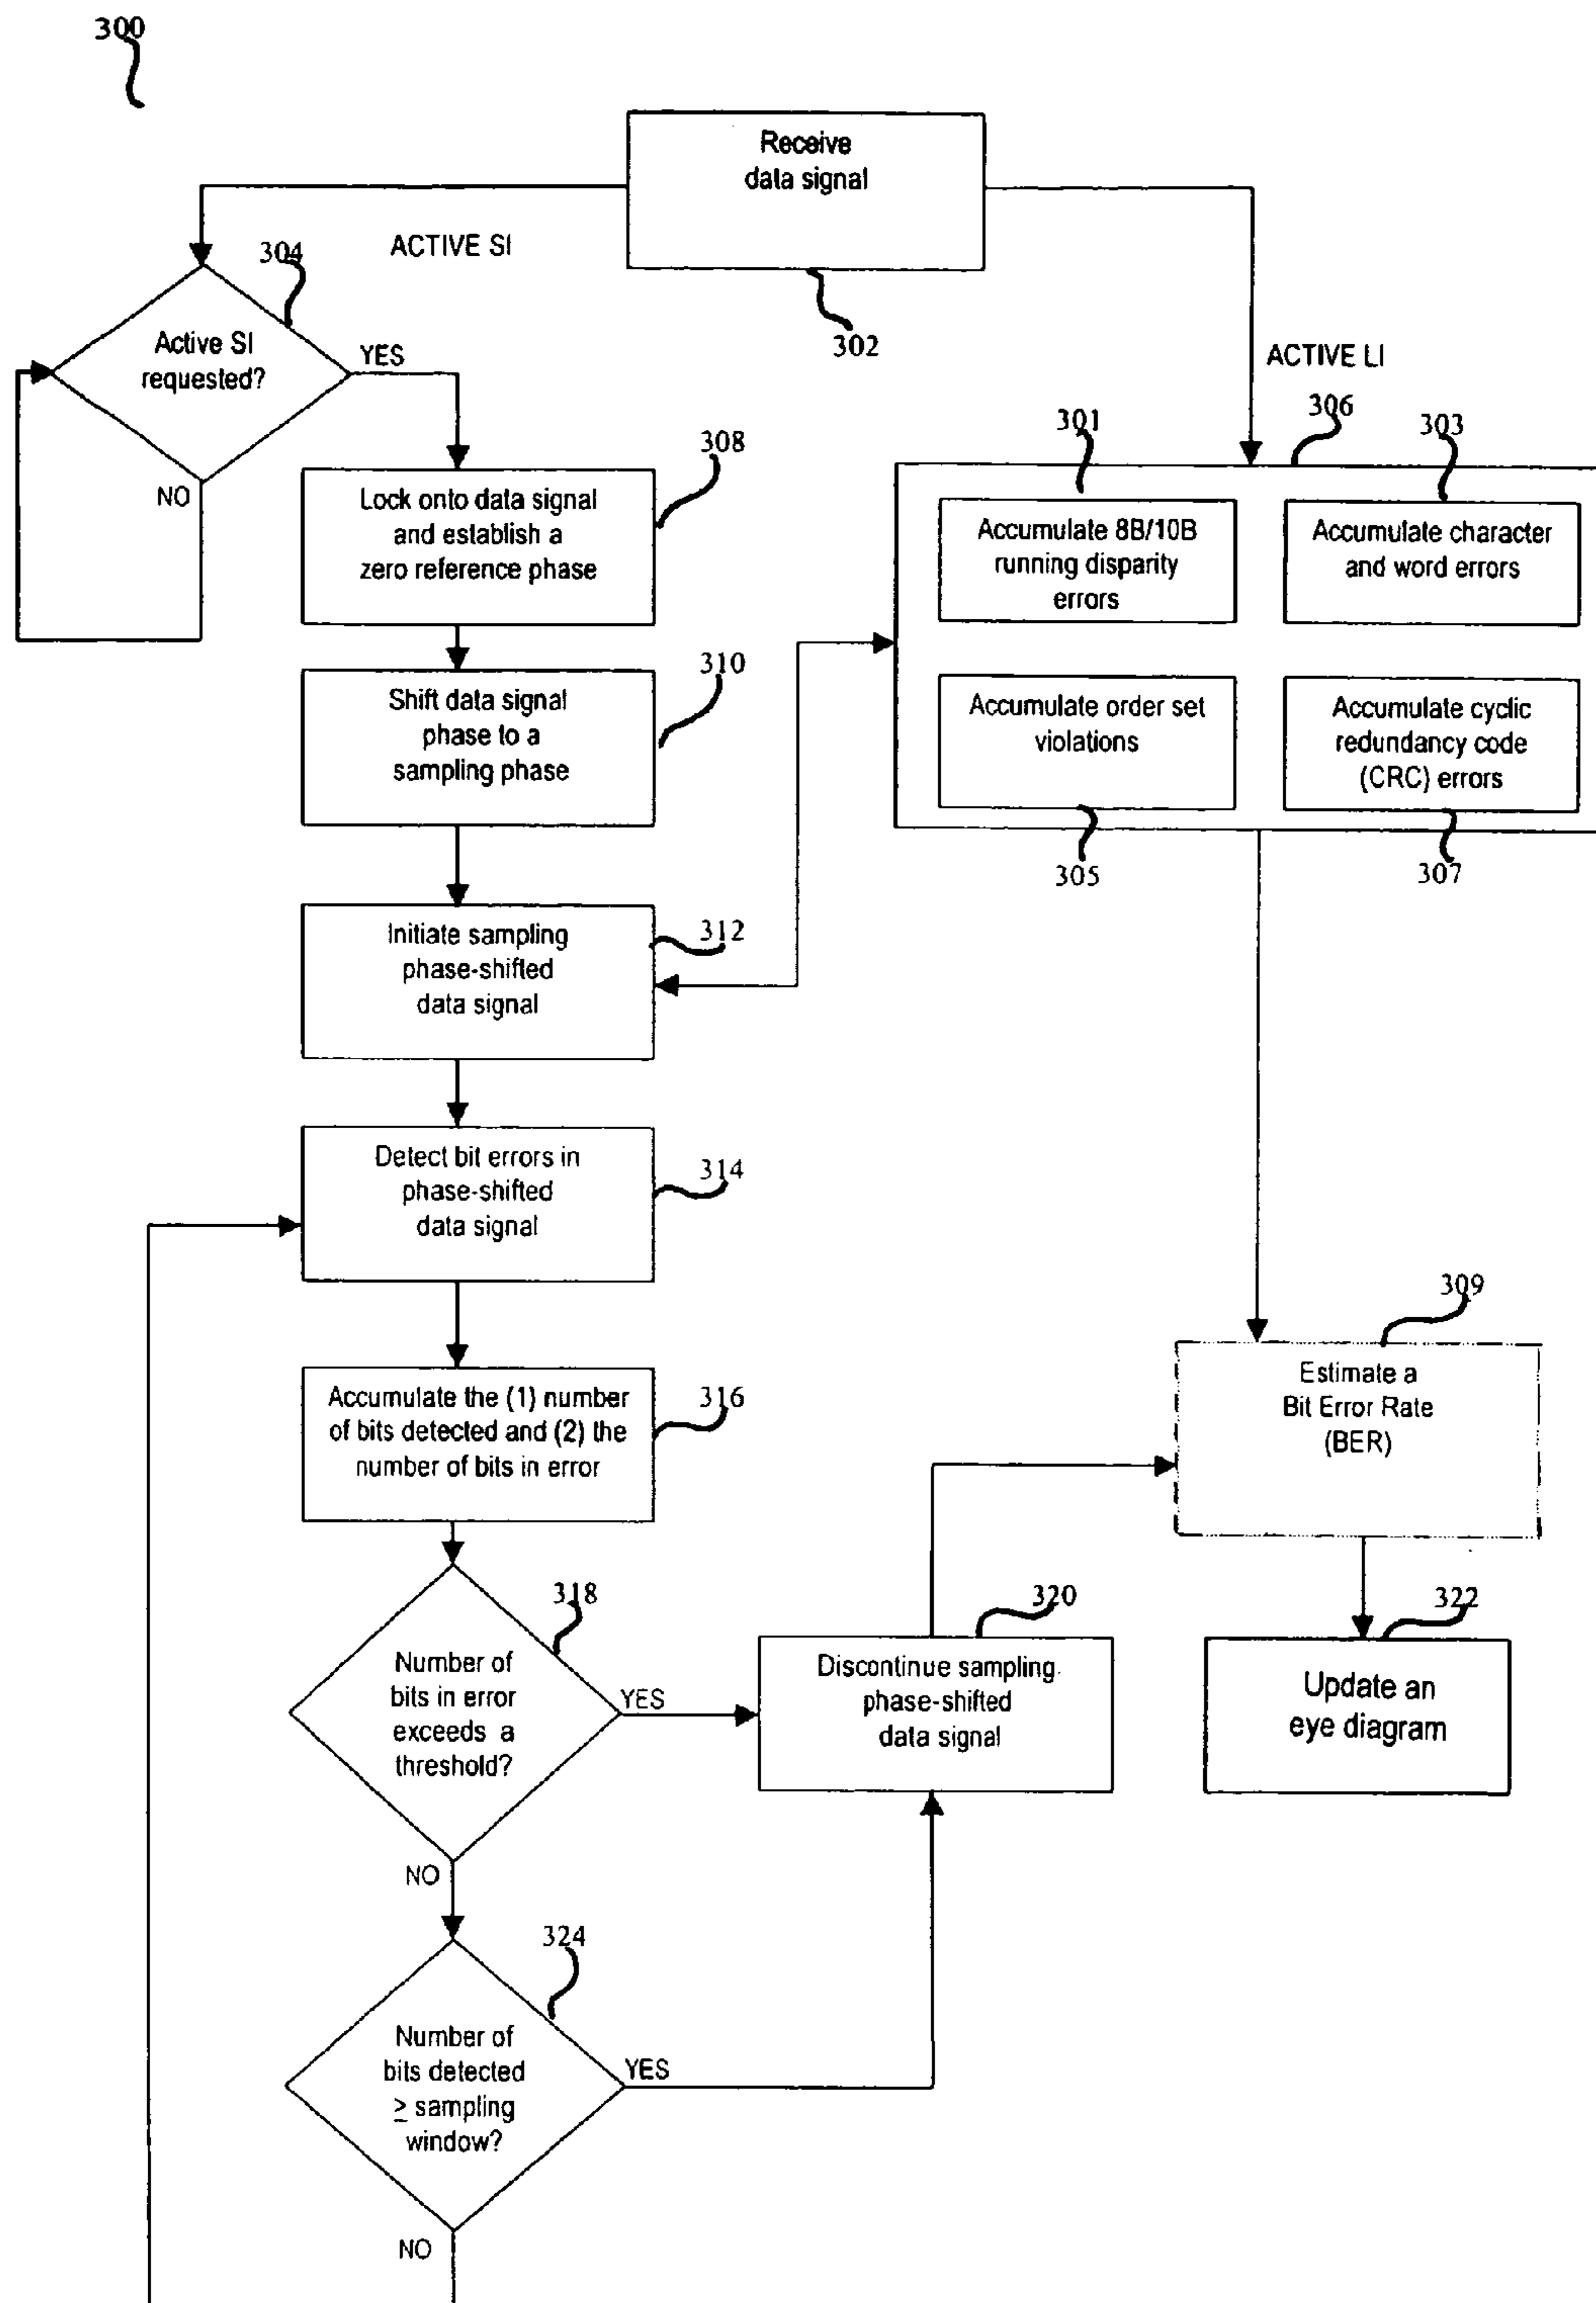 300
Receive
data signal
302
ACTIVE SI
304
Active SI
requested?
YES
NO
ACTIVE LI
306
301
Accumulate 8B/10B
running disparity
errors
303
Accumulate character
and word errors
Accumulate order set
violations
305
Accumulate cyclic
redundancy code
(CRC) errors
307
308
Lock onto data signal
and establish a
zero reference phase
310
Shift data signal
phase to a
sampling phase
312
Initiate sampling
phase-shifted
data signal
314
Detect bit errors in
phase-shifted
data signal
316
Accumulate the (1) number
of bits detected and (2) the
number of bits in error
309
Estimate a
Bit Error Rate
(BER)
318
Number of
bits in error
exceeds a
threshold?
YES
NO
320
Discontinue sampling
phase-shifted
data signal
322
Update an
eye diagram
324
Number of
bits detected
≥ sampling
window?
YES
NO